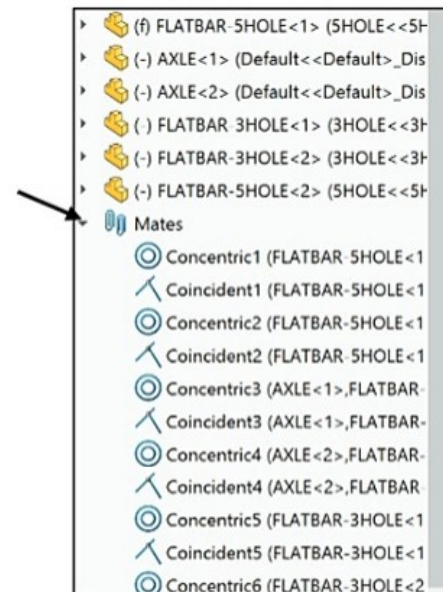 (f) FLATBAR-5HOLE<1> (5HOLE<<5H
(-) AXLE<1> (Default<<Default>_Dis
(-) AXLE<2> (Default<<Default>_Dis
(-) FLATBAR-3HOLE<1> (3HOLE<<3H
(-) FLATBAR-3HOLE<2> (3HOLE<<3H
(-) FLATBAR-5HOLE<2> (5HOLE<<5H
Mates
Concentric1 (FLATBAR-5HOLE<1
Coincident1 (FLATBAR-5HOLE<1
Concentric2 (FLATBAR-5HOLE<1
Coincident2 (FLATBAR-5HOLE<1
Concentric3 (AXLE<1>,FLATBAR-
Coincident3 (AXLE<1>,FLATBAR-
Concentric4 (AXLE<2>,FLATBAR-
Coincident4 (AXLE<2>,FLATBAR-
Concentric5 (FLATBAR-3HOLE<1
Coincident5 (FLATBAR-3HOLE<1
Concentric6 (FLATBAR-3HOLE<2